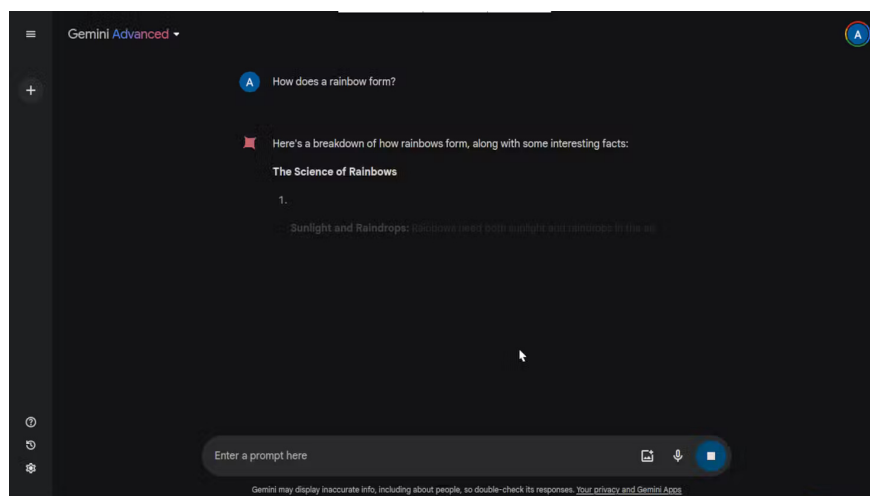 Gemini Advanced
A
A How does a rainbow form?
Here's a breakdown of how rainbows form, along with some interesting facts:
The Science of Rainbows
1.
Sunlight and Raindrops: Rainbows need both sunlight and raindrops in the
Enter a prompt here
Gemini may display inaccurate info, including about people, so double-check its responses. Your privacy and Gemini Apps